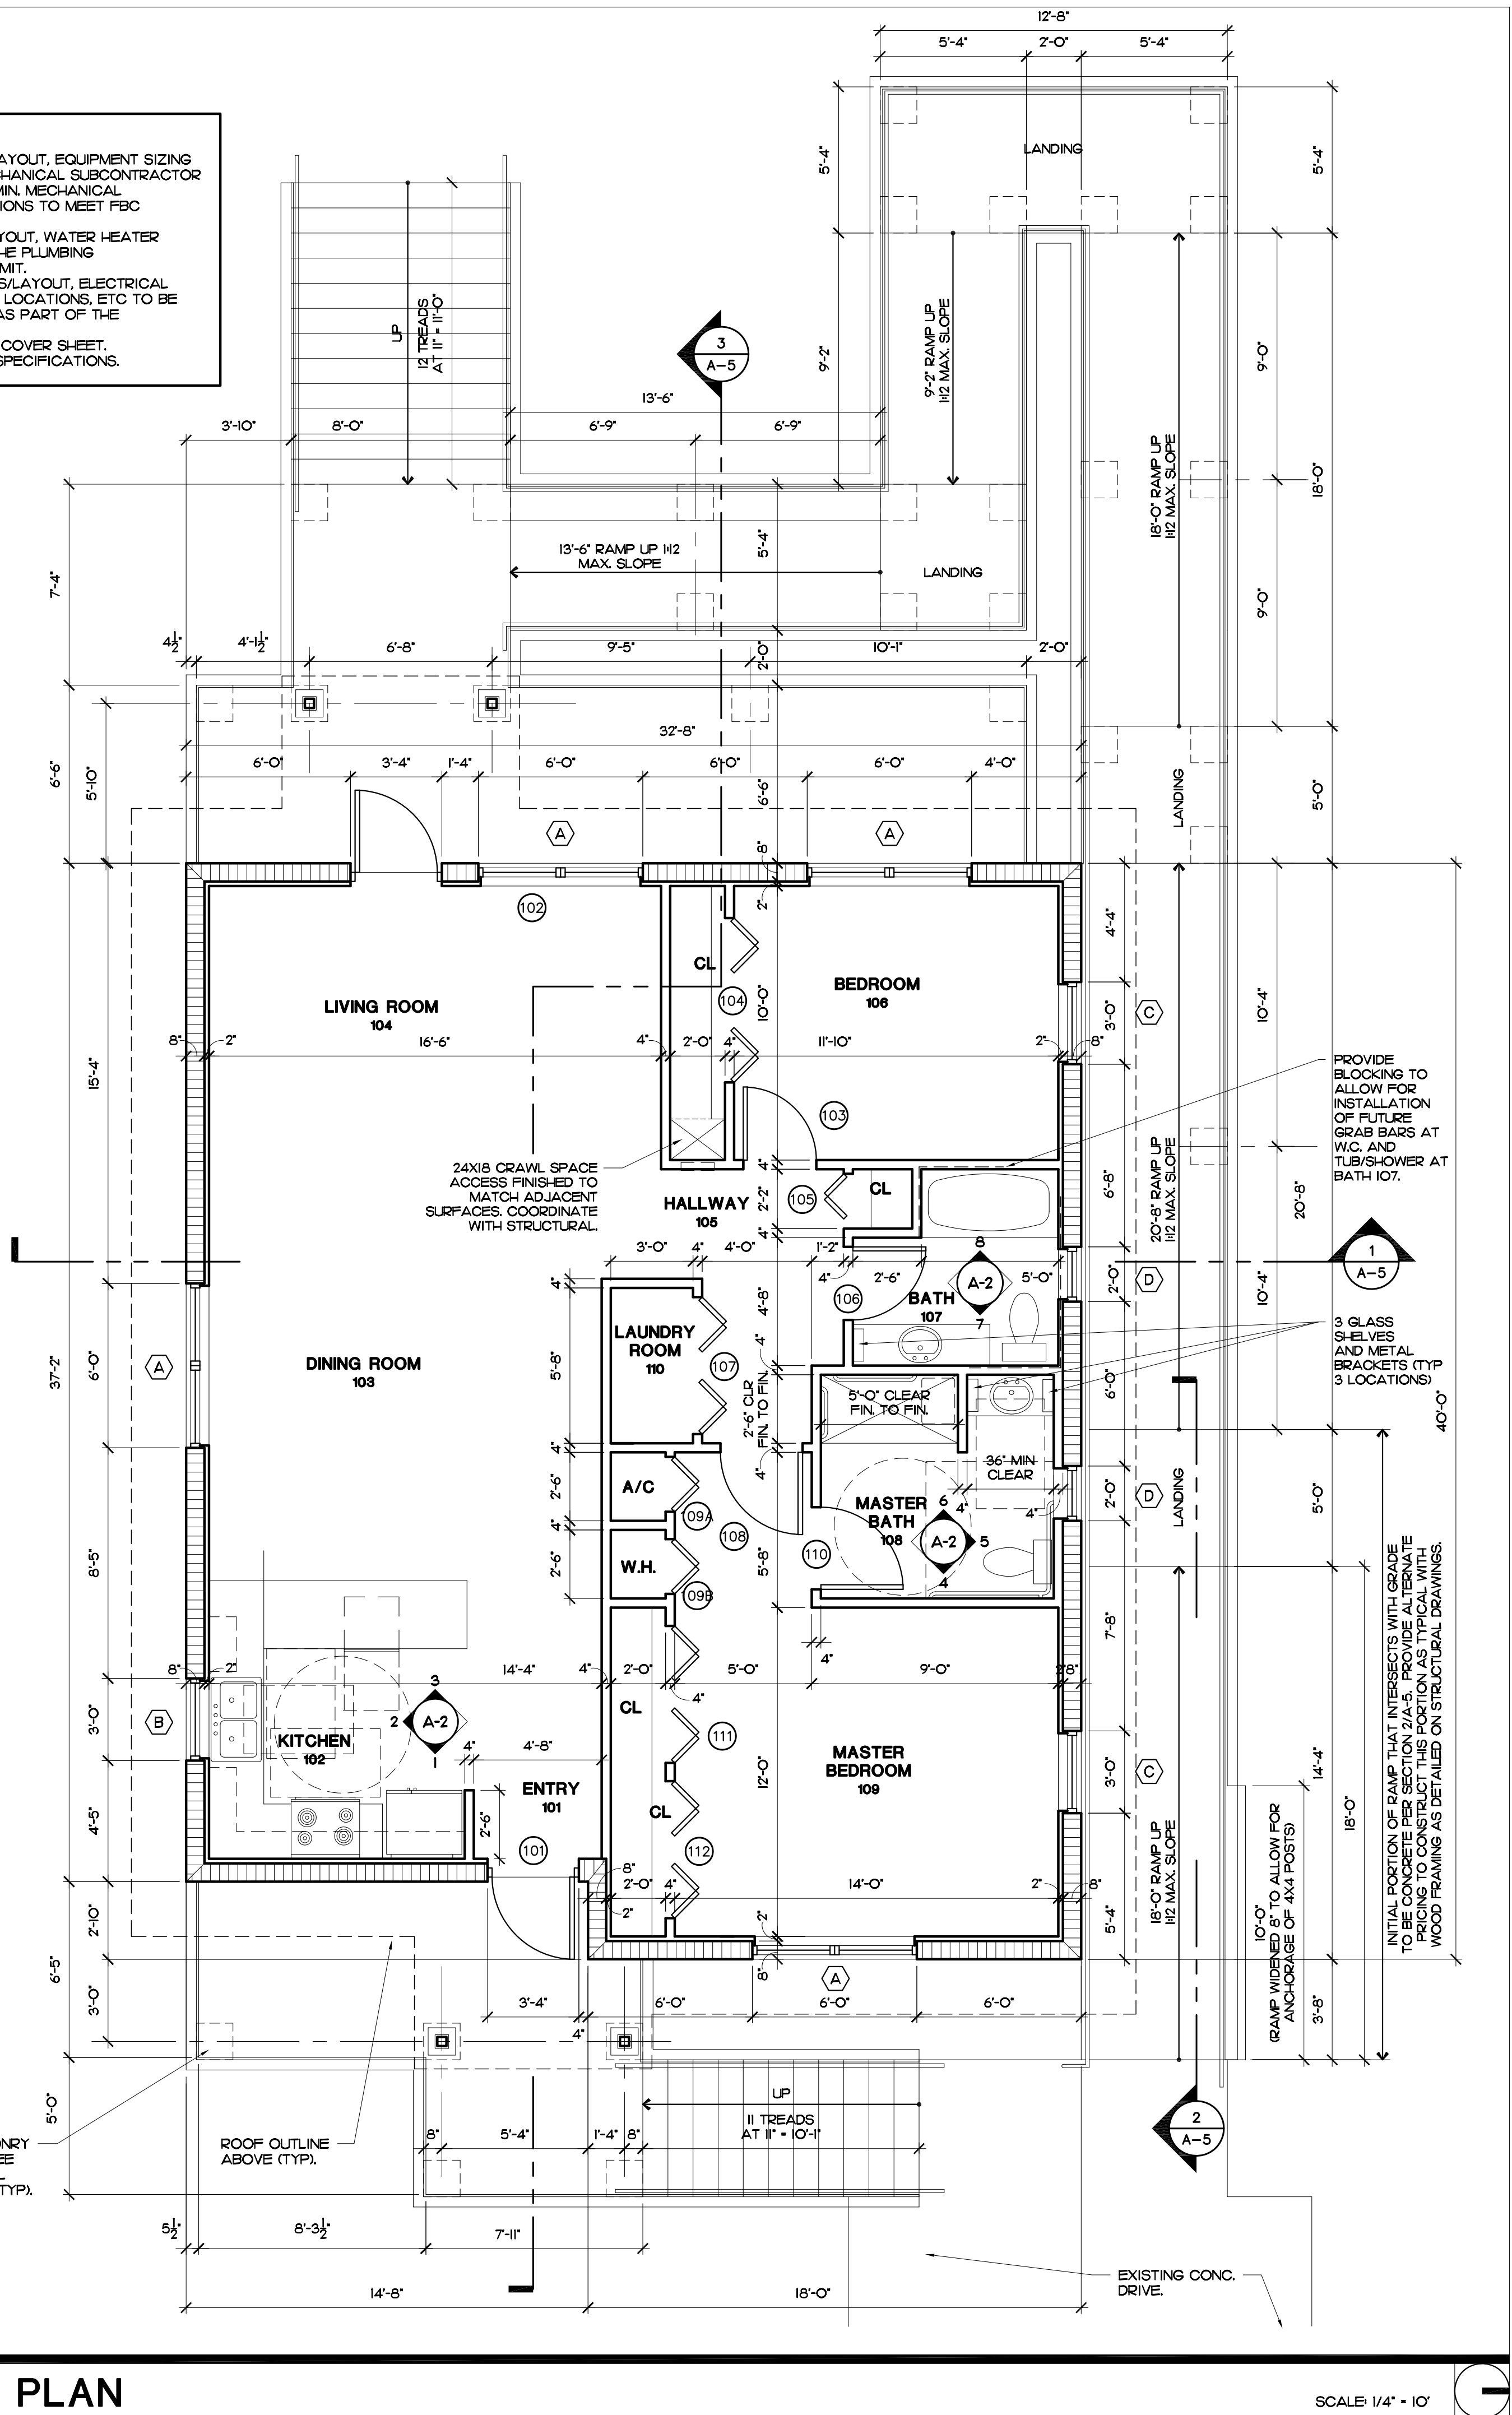 AYOUT, EQUIPMENT SIZING
CHANICAL SUBCONTRACTOR
MIN. MECHANICAL
IONS TO MEET FBC
YOUT, WATER HEATER
HE PLUMBING
MIT.
S/LAYOUT, ELECTRICAL
LOCATIONS, ETC TO BE
AS PART OF THE
COVER SHEET.
SPECIFICATIONS.
12'-8"
5'-4" 2'-0" 5'-4"
LANDING
5'-4"
5'-4"
UP
12 TREADS
AT 11" = 11'-0"
3
A-5
9'-2"
9'-2" RAMP UP
1:12 MAX. SLOPE
9'-0"
18'-0" RAMP UP
1:12 MAX. SLOPE
18'-0"
9'-0"
13'-6"
3'-10" 8'-0" 6'-9" 6'-9"
13'-6" RAMP UP 1:12
MAX. SLOPE
5'-4"
LANDING
7'-4"
4½" 4'-1½" 6'-8" 9'-5" 2'-0" 10'-1" 2'-0"
32'-8"
6'-0" 3'-4" 1'-4" 6'-0" 6'-0" 6'-0" 4'-0"
6'-6"
5'-10"
6'-6"
LANDING
5'-0"
A
A
8"
2"
102
CL
104
10'-0"
BEDROOM
106
LIVING ROOM
104
8" 2" 16'-6" 4" 2'-0" 4" 11'-10" 2" 8"
4'-4"
3'-0"
C
10'-4"
15'-4"
103
PROVIDE
BLOCKING TO
ALLOW FOR
INSTALLATION
OF FUTURE
GRAB BARS AT
W.C. AND
TUB/SHOWER AT
BATH 107.
24X18 CRAWL SPACE
ACCESS FINISHED TO
MATCH ADJACENT
SURFACES. COORDINATE
WITH STRUCTURAL.
HALLWAY
105
4"
2'-2"
4"
105
CL
6'-8"
20'-8" RAMP UP
1:12 MAX. SLOPE
20'-8"
1
A-5
3'-0" 4" 4'-0" 1'-2"
4" 2'-6" 5'-0"
8
A-2
7
BATH
107
106
2'-0"
D
10'-4"
4"
4'-8"
4"
LAUNDRY
ROOM
110
5'-8"
107
3 GLASS
SHELVES
AND METAL
BRACKETS (TYP
3 LOCATIONS)
DINING ROOM
103
37'-2"
A
6'-0"
2'-6" CLR
FIN. TO FIN.
5'-0" CLEAR
FIN. TO FIN.
6'-0"
40'-0"
4"
4"
36" MIN
CLEAR
4"
4"
A/C
2'-6"
109A
108
MASTER
BATH
108
6
A-2
5
4
2'-0"
D
LANDING
5'-0"
4"
W.H.
2'-6"
109B
110
5'-8"
8'-5"
4"
7'-8"
INITIAL PORTION OF RAMP THAT INTERSECTS WITH GRADE
TO BE CONCRETE PER SECTION 2/A-5. PROVIDE ALTERNATE
PRICING TO CONSTRUCT THIS PORTION AS TYPICAL WITH
WOOD FRAMING AS DETAILED ON STRUCTURAL DRAWINGS.
8" 2" 14'-4" 4" 2'-0" 5'-0" 9'-0" 2" 8"
4"
3'-0"
B
KITCHEN
102
3
2
A-2
1
CL
111
4" 4'-8"
ENTRY
101
12'-0"
MASTER
BEDROOM
109
3'-0"
C
14'-4"
18'-0"
4'-5"
2'-6"
101
CL
112
18'-0" RAMP UP
1:12 MAX. SLOPE
10'-0"
(RAMP WIDENED 8" TO ALLOW FOR
ANCHORAGE OF 4X4 POSTS)
8"
2'-0" 4" 14'-0" 2" 8"
2"
2"
8"
5'-4"
2'-10"
6'-5"
3'-0"
A
3'-4" 6'-0" 6'-0" 6'-0"
4"
3'-8"
5'-0"
UP
11 TREADS
AT 11" = 10'-1"
8" 5'-4" 1'-4" 8"
2
A-5
ONRY
EE
TYP).
ROOF OUTLINE
ABOVE (TYP).
5½" 8'-3½" 7'-11"
EXISTING CONC.
DRIVE.
14'-8" 18'-0"
PLAN
SCALE: 1/4" = 10'